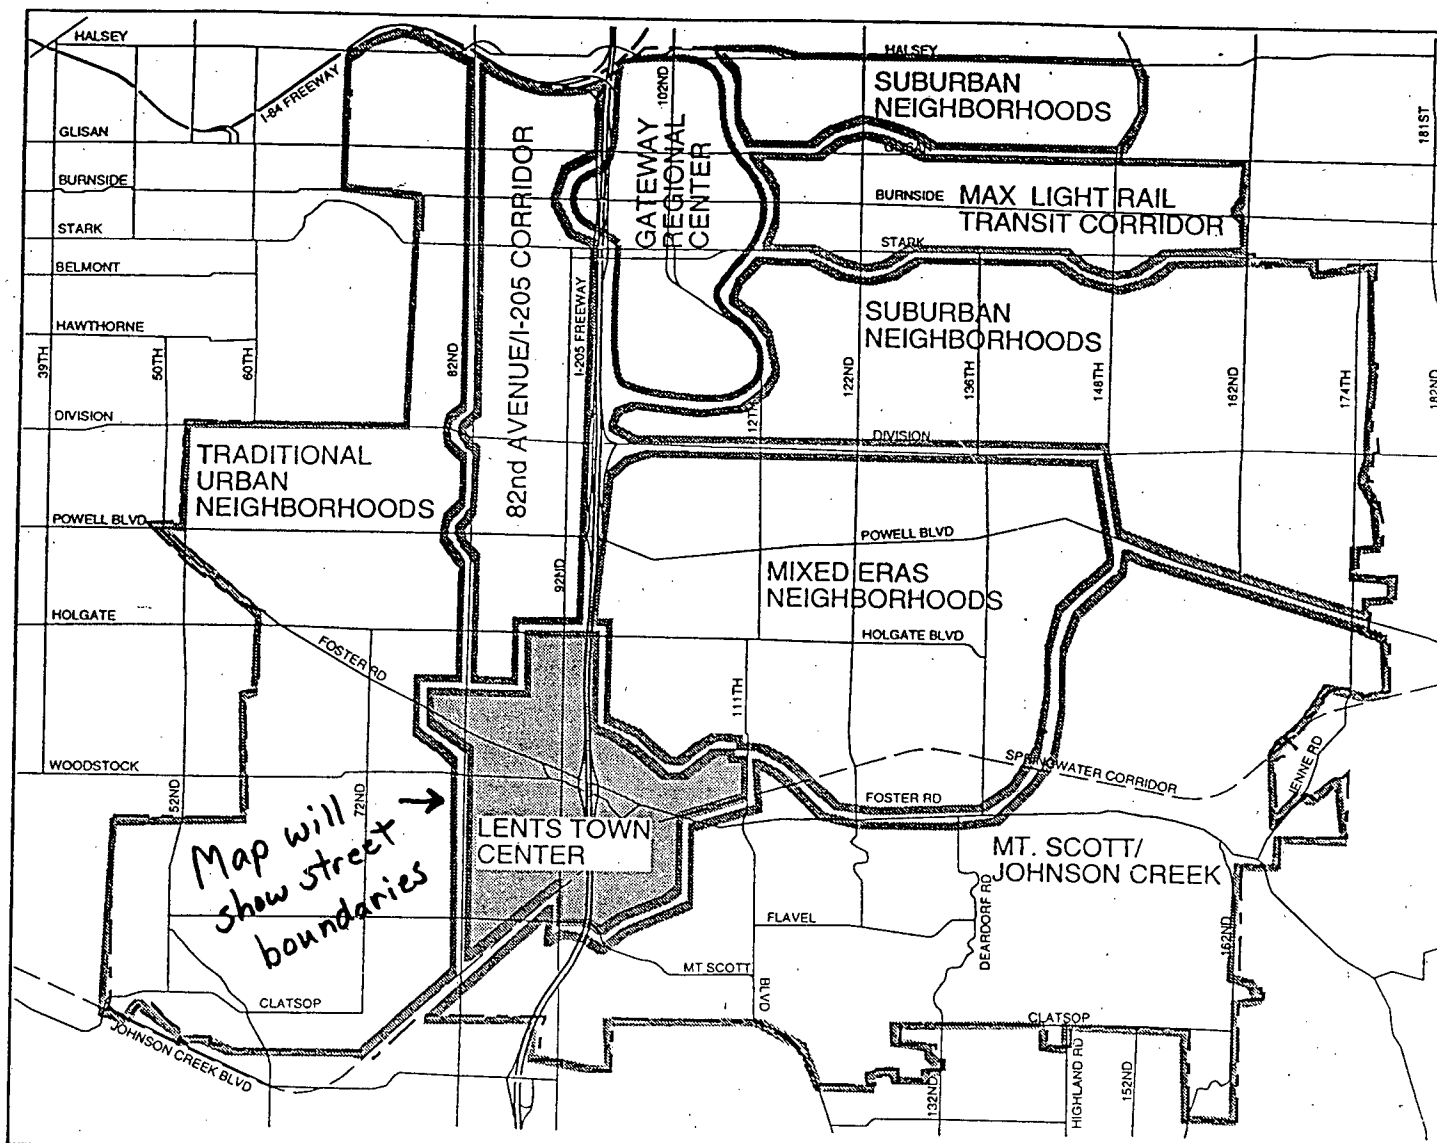 HALSEY
HALSEY
I-84 FREEWAY
102ND
SUBURBAN
NEIGHBORHOODS
181ST
GLISAN
GATEWAY
REGIONAL
CENTER
82nd AVENUE/I-205 CORRIDOR
BURNSIDE
BURNSIDE
MAX LIGHT RAIL
TRANSIT CORRIDOR
STARK
STARK
BELMONT
SUBURBAN
NEIGHBORHOODS
HAWTHORNE
39TH
50TH
60TH
82ND
I-205 FREEWAY
122ND
136TH
148TH
162ND
174TH
182ND
DIVISION
DIVISION
TRADITIONAL
URBAN
NEIGHBORHOODS
POWELL BLVD
POWELL BLVD
92ND
MIXED ERAS
NEIGHBORHOODS
HOLGATE
HOLGATE BLVD
FOSTER RD
111TH
WOODSTOCK
52ND
72ND
SPRINGWATER CORRIDOR
JENNE RD
FOSTER RD
Map will
show street
boundaries
LENTS TOWN
CENTER
MT. SCOTT/
JOHNSON CREEK
FLAVEL
DEARDORF RD
162ND
MT SCOTT
BLVD
CLATSOP
CLATSOP
JOHNSON CREEK BLVD
132ND
HIGHLAND RD
152ND